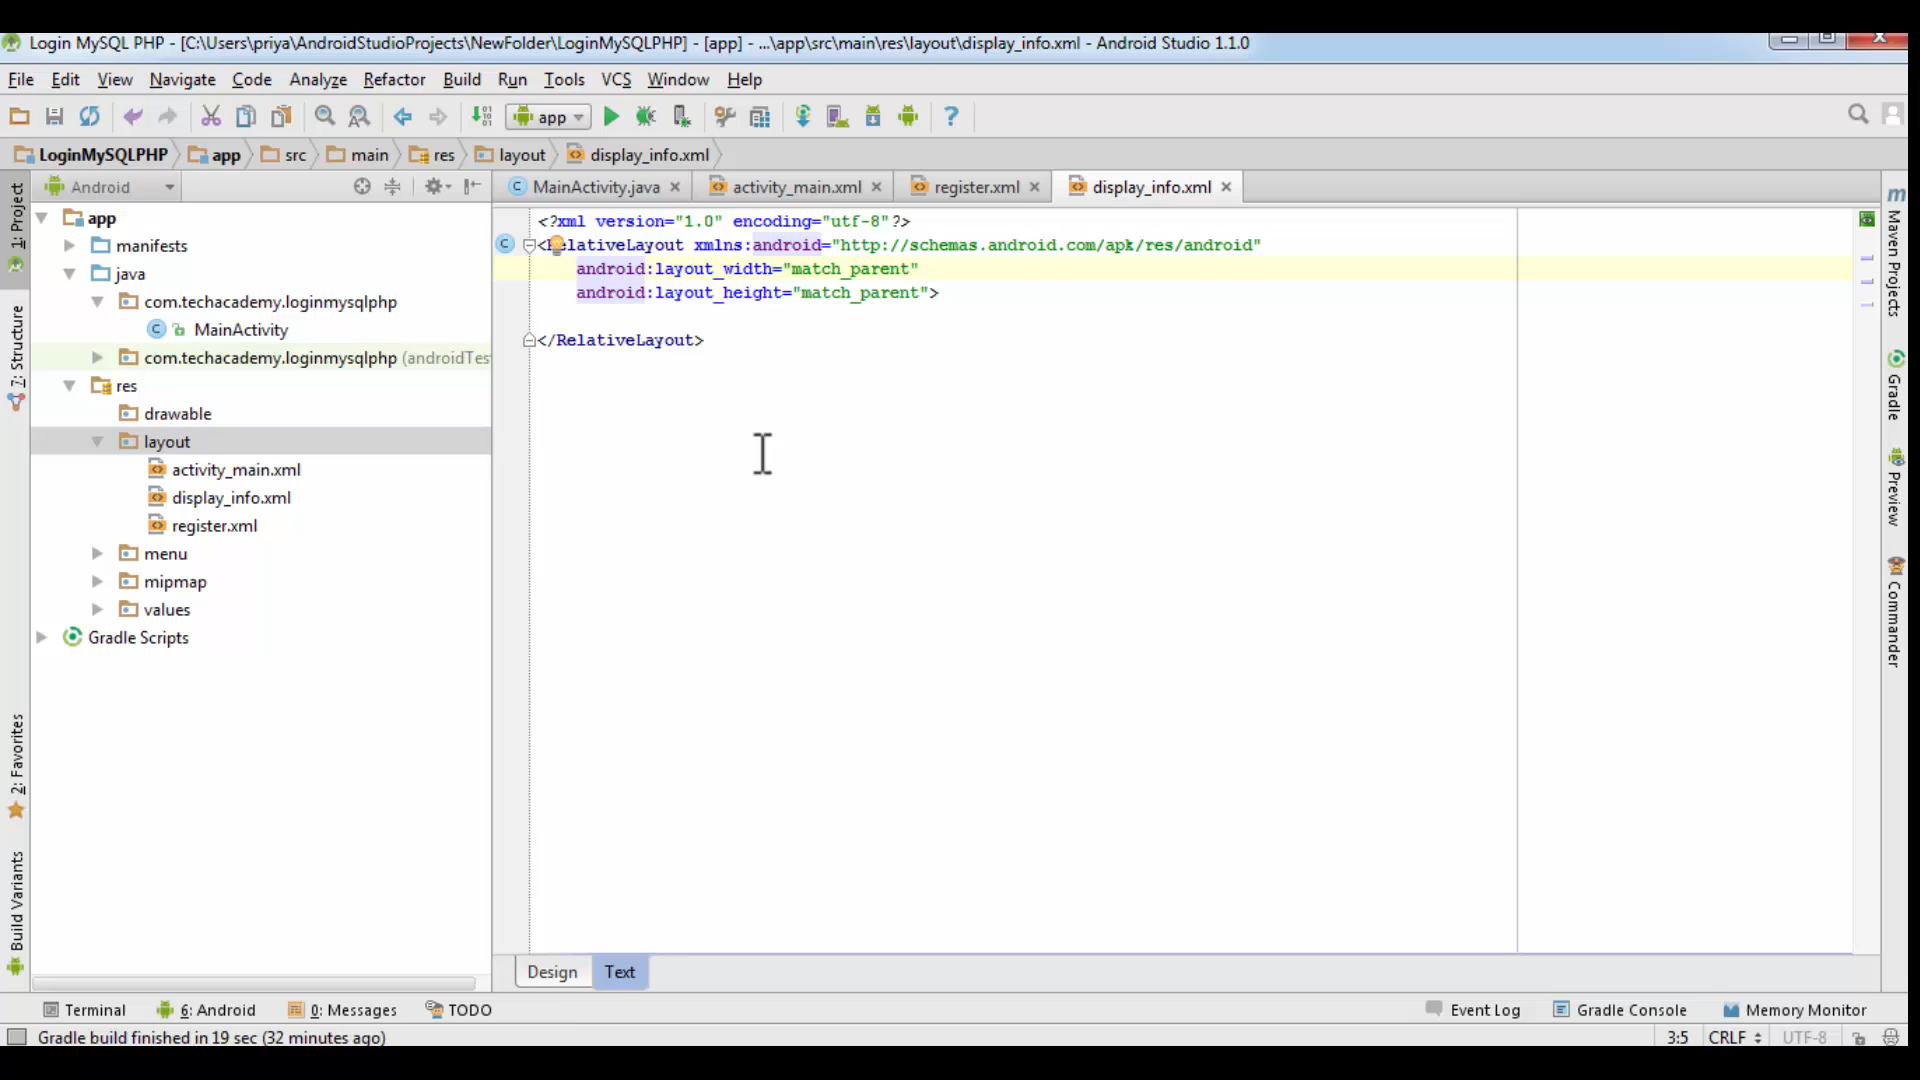 Login MySQL PHP - [C:\Users\priya\AndroidStudioProjects\NewFolder\LoginMySQLPHP] - [app] - ...\app\src\main\res\layout\display_info.xml - Android Studio 1.1.0
File Edit View Navigate Code Analyze Refactor Build Run Tools VCS Window Help
app
LoginMySQLPHP app src main res layout display_info.xml
Android
MainActivity.java activity_main.xml register.xml display_info.xml
app
manifests
java
com.techacademy.loginmysqlphp
MainActivity
com.techacademy.loginmysqlphp (androidTes
res
drawable
layout
activity_main.xml
display_info.xml
register.xml
menu
mipmap
values
Gradle Scripts
<?xml version="1.0" encoding="utf-8"?>
<RelativeLayout xmlns:android="http://schemas.android.com/apk/res/android"
android:layout_width="match_parent"
android:layout_height="match_parent">
</RelativeLayout>
1: Project
7: Structure
2: Favorites
Build Variants
Maven Projects
Gradle
Preview
Commander
Design Text
Terminal 6: Android 0: Messages TODO Event Log Gradle Console Memory Monitor
Gradle build finished in 19 sec (32 minutes ago) 3:5 CRLF UTF-8